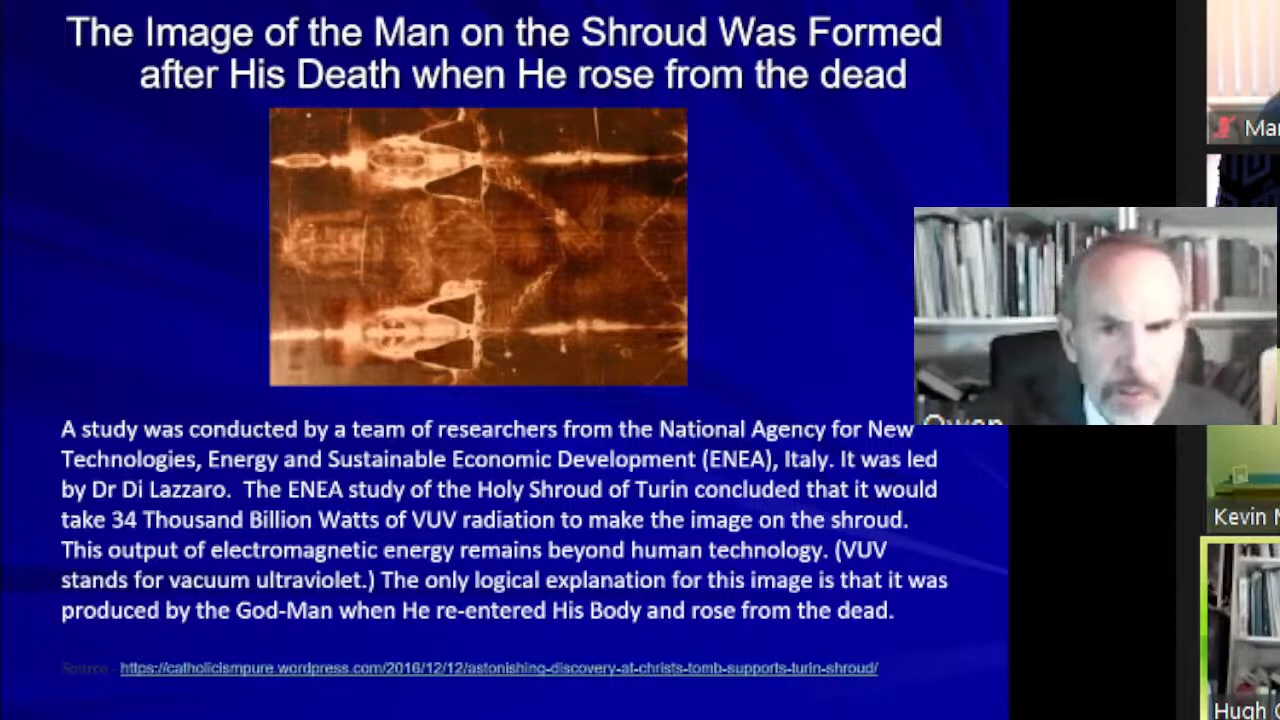 The Image of the Man on the Shroud Was Formed
after His Death when He rose from the dead
A study was conducted by a team of researchers from the National Agency for New
Technologies, Energy and Sustainable Economic Development (ENEA), Italy. It was led
by Dr Di Lazzaro.  The ENEA study of the Holy Shroud of Turin concluded that it would
take 34 Thousand Billion Watts of VUV radiation to make the image on the shroud.
This output of electromagnetic energy remains beyond human technology. (VUV
stands for vacuum ultraviolet.) The only logical explanation for this image is that it was
produced by the God-Man when He re-entered His Body and rose from the dead.
Source - https://catholicismpure.wordpress.com/2016/12/12/astonishing-discovery-at-christs-tomb-supports-turin-shroud/
Owen
Kevin
Hugh